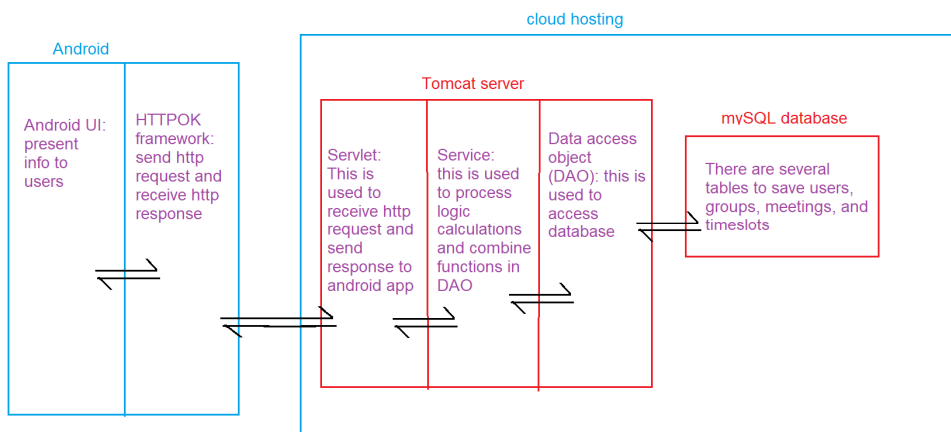 cloud hosting
Android
Android UI:
present
info to
users
HTTPOK
framework:
send http
request and
receive http
response
Tomcat server
Servlet:
This is
used to
receive http
request and
send
response to
android app
Service:
this is used
to process
logic
calculations
and combine
functions in
DAO
Data access
object
(DAO): this is
used to
access
database
mySQL database
There are several
tables to save users,
groups, meetings, and
timeslots